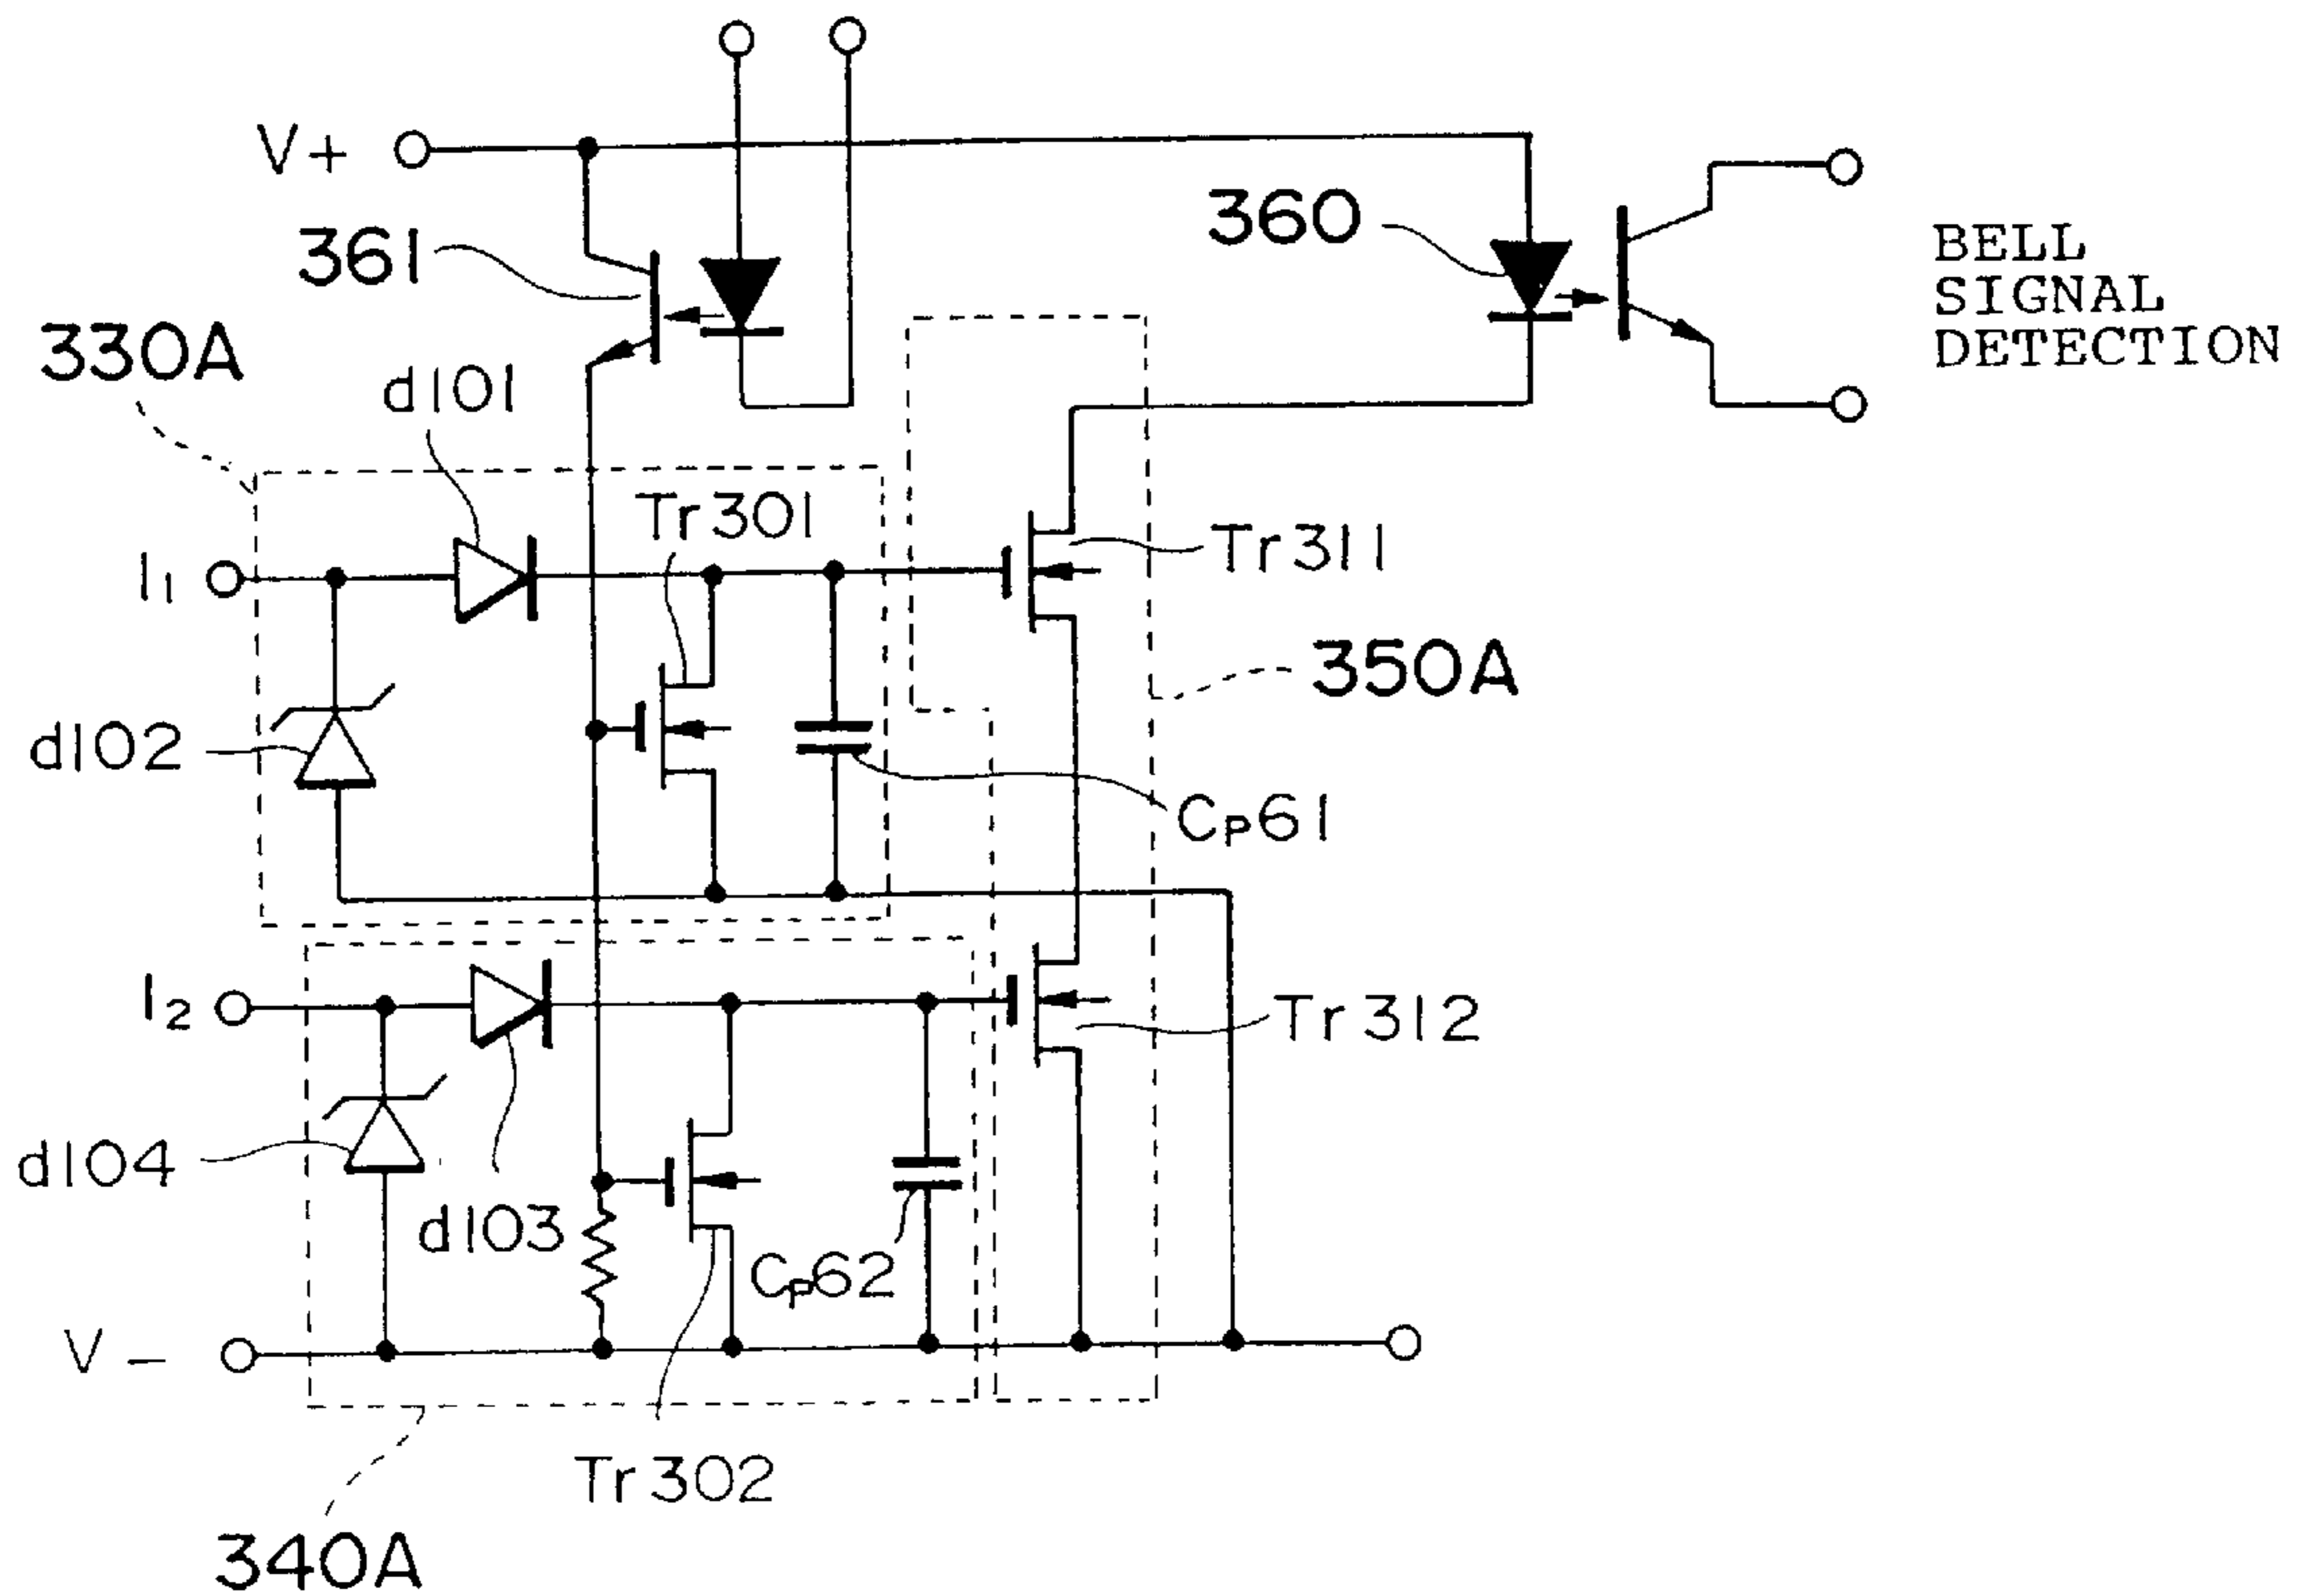 V+
361
360
BELL
SIGNAL
DETECTION
330A
d101
Tr301
I1
Tr311
350A
d102
Cp61
I2
Tr312
d104
d103
Cp62
V-
Tr302
340A